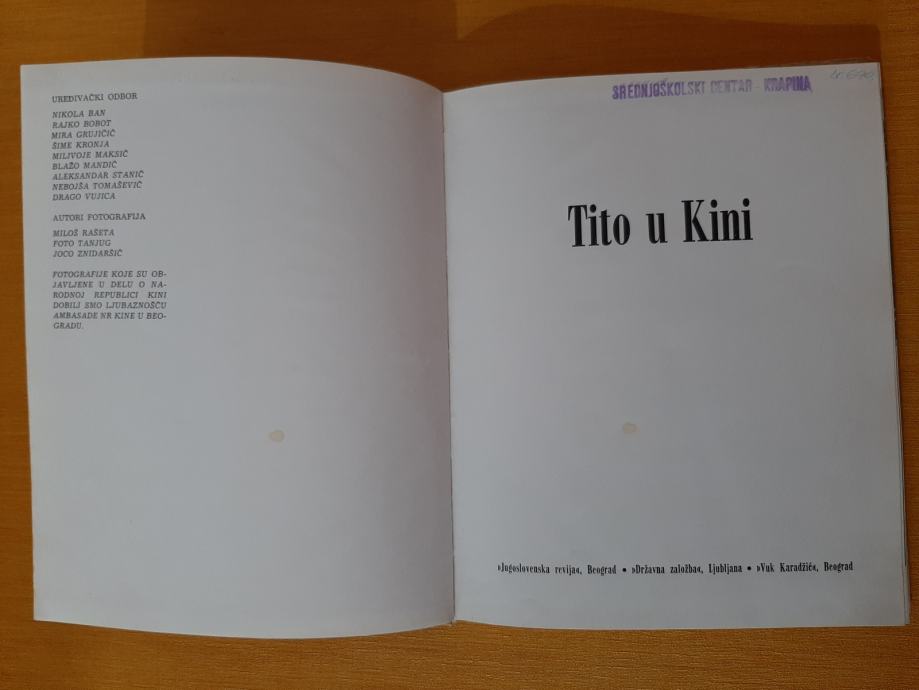 UREĐIVAČKI ODBOR
NIKOLA BAN
RAJKO BOBOT
MIRA GRUJIČIĆ
ŠIME KRONJA
MILIVOJE MAKSIĆ
BLAŽO MANDIĆ
ALEKSANDAR STANIĆ
NEBOJŠA TOMAŠEVIĆ
DRAGO VUJICA
AUTORI FOTOGRAFIJA
MILOŠ RAŠETA
FOTO TANJUG
JOCO ZNIDARŠIČ
FOTOGRAFIJE KOJE SU OB-
JAVLJENE U DELU O NA-
RODNOJ REPUBLICI KINI
DOBILI SMO LJUBAZNOŠĆU
AMBASADE NR KINE U BEO-
GRADU.
SREDNJOŠKOLSKI CENTAR - KRAPINA
Tito u Kini
»Jugoslovenska revija«, Beograd • »Državna založba«, Ljubljana • »Vuk Karadžić«, Beograd